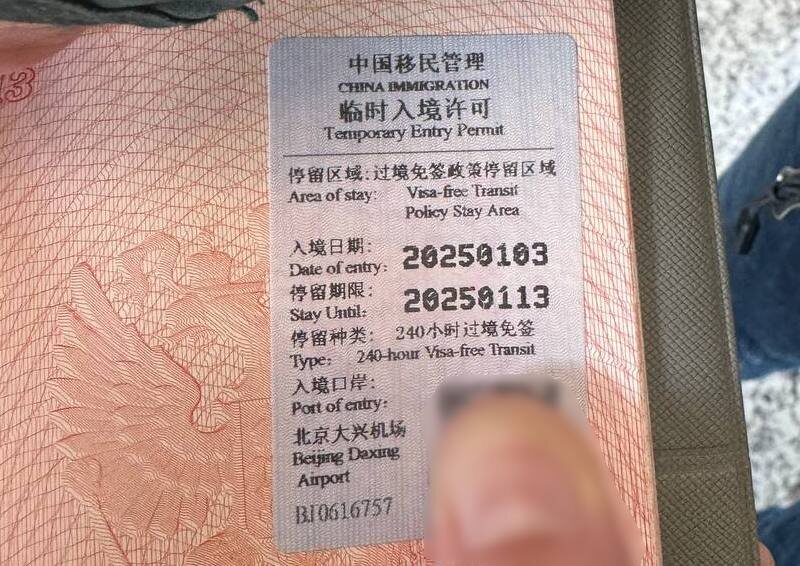 13
中国移民管理
CHINA IMMIGRATION
临时入境许可
Temporary Entry Permit
停留区域:过境免签政策停留区域
Area of stay: Visa-free Transit
Policy Stay Area
入境日期:
Date of entry: 20250103
停留期限:
Stay Until: 20250113
停留种类: 240小时过境免签
Type: 240-hour Visa-free Transit
入境口岸:
Port of entry:
北京大兴机场
Beijing Daxing
Airport
BJ0616757